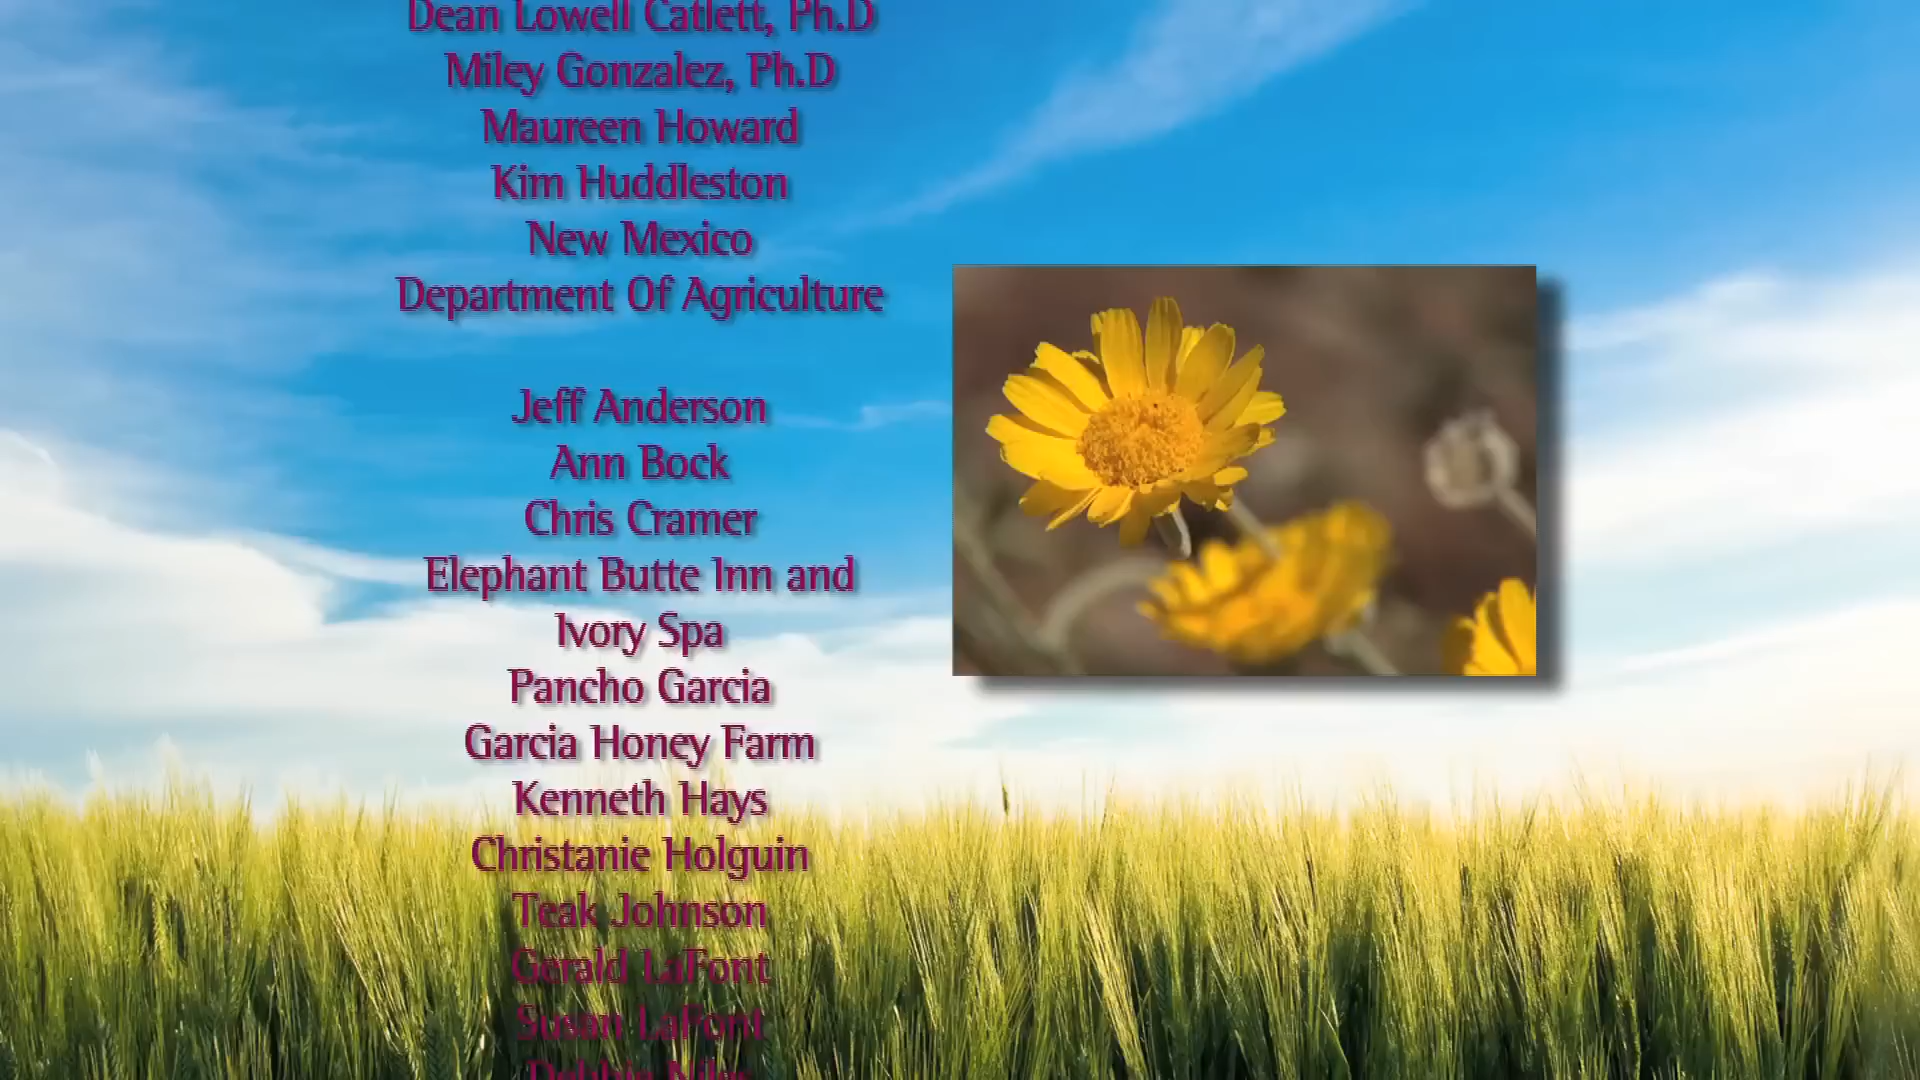 Dean Lowell Catlett, Ph.D
Miley Gonzalez, Ph.D
Maureen Howard
Kim Huddleston
New Mexico
Department Of Agriculture
Jeff Anderson
Ann Bock
Chris Cramer
Elephant Butte Inn and
Ivory Spa
Pancho Garcia
Garcia Honey Farm
Kenneth Hays
Christanie Holguin
Teak Johnson
Gerald LaFont
Susan LaFont
Debbie Niles